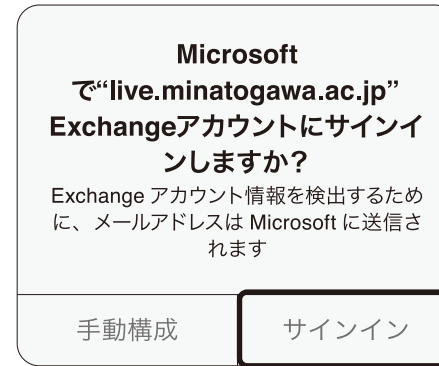 Microsoft
で“live.minatogawa.ac.jp”
Exchangeアカウントにサインイ
ンしますか？
Exchange アカウント情報を検出するため
に、メールアドレスは Microsoft に送信さ
れます
手動構成
サインイン